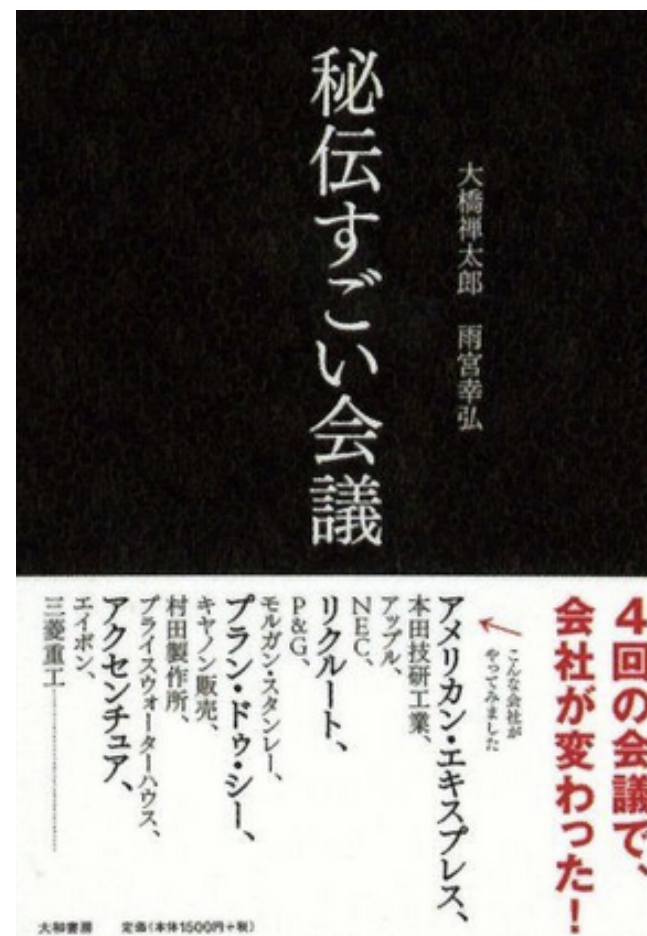 大橋禅太郎　雨宮幸弘
秘伝すごい会議
4回の会議で、
会社が変わった!
こんな会社が
やってみました
アメリカン・エキスプレス、
本田技研工業、
アップル、
NEC、
リクルート、
P&G、
モルガン・スタンレー、
プラン・ドゥ・シー、
キヤノン販売、
村田製作所、
プライスウォーターハウス、
アクセンチュア、
エイボン、
三菱重工
大和書房　定価(本体1500円+税)